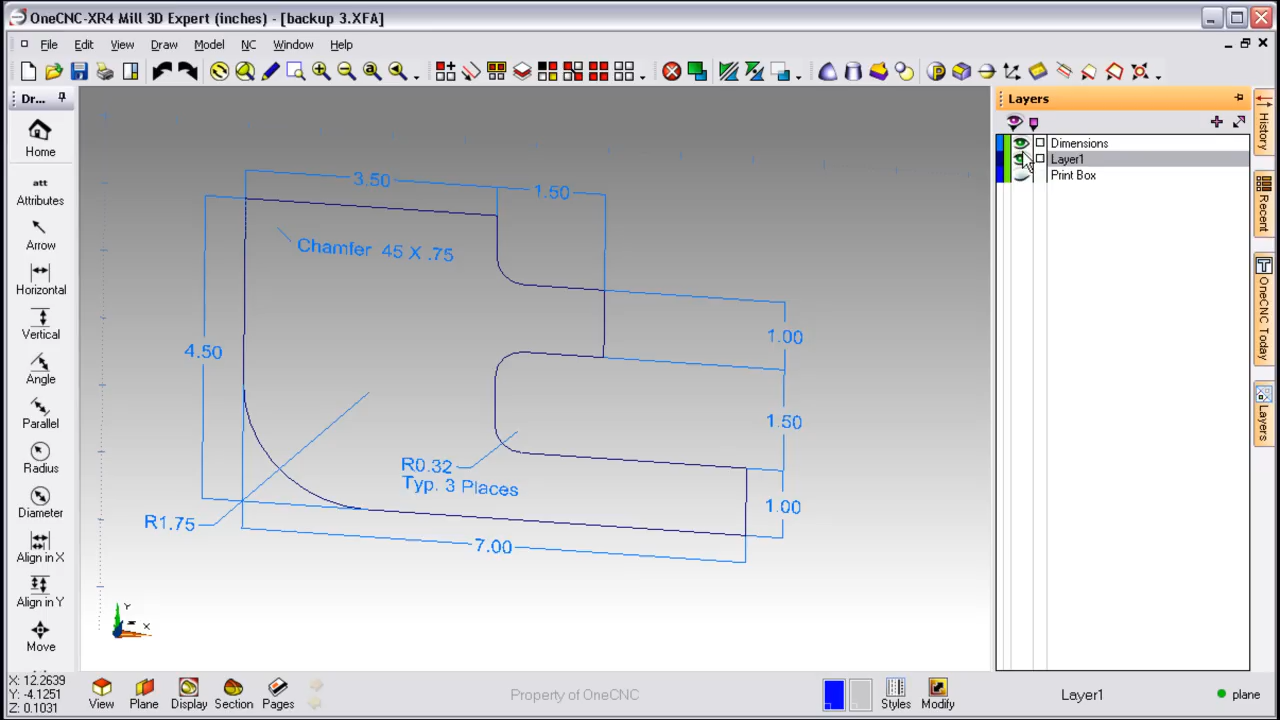 OneCNC-XR4 Mill 3D Expert (inches) - [backup 3.XFA]
File Edit View Draw Model NC Window Help
Dr...
Home
Attributes
Arrow
Horizontal
Vertical
Angle
Parallel
Radius
Diameter
Align in X
Align in Y
Move
3.50
1.50
Chamfer 45 X .75
4.50
1.00
1.50
R0.32
Typ. 3 Places
1.00
R1.75
7.00
Y
X
Layers
Dimensions
Layer1
Print Box
History
Recent
OneCNC Today
Layers
X: 12.2639
Y: -4.1251
Z: 0.1031
View Plane Display Section Pages
Property of OneCNC
Styles Modify
Layer1
plane